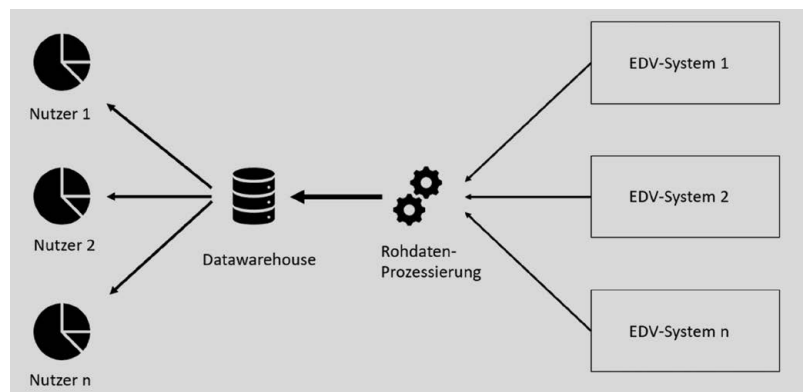 Nutzer 1
EDV-System 1
Nutzer 2
Datawarehouse
Rohdaten-
Prozessierung
EDV-System 2
Nutzer n
EDV-System n